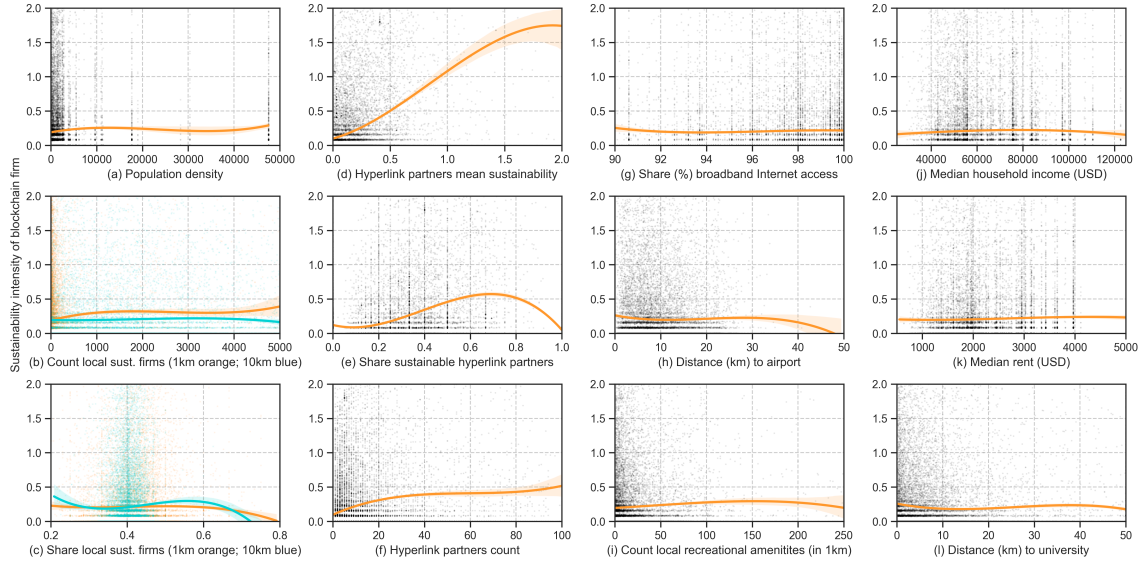 Sustainability intensity of blockchain firm
2.0
1.5
1.0
0.5
0.0
0 10000 20000 30000 40000 50000
(a) Population density
2.0
1.5
1.0
0.5
0.0
0.0 0.5 1.0 1.5 2.0
(d) Hyperlink partners mean sustainability
2.0
1.5
1.0
0.5
0.0
90 92 94 96 98 100
(g) Share (%) broadband Internet access
2.0
1.5
1.0
0.5
0.0
40000 60000 80000 100000 120000
(j) Median household income (USD)
2.0
1.5
1.0
0.5
0.0
0 1000 2000 3000 4000 5000
(b) Count local sust. firms (1km orange; 10km blue)
2.0
1.5
1.0
0.5
0.0
0.0 0.2 0.4 0.6 0.8 1.0
(e) Share sustainable hyperlink partners
2.0
1.5
1.0
0.5
0.0
0 10 20 30 40 50
(h) Distance (km) to airport
2.0
1.5
1.0
0.5
0.0
1000 2000 3000 4000 5000
(k) Median rent (USD)
2.0
1.5
1.0
0.5
0.0
0.2 0.4 0.6 0.8
(c) Share local sust. firms (1km orange; 10km blue)
2.0
1.5
1.0
0.5
0.0
0 20 40 60 80 100
(f) Hyperlink partners count
2.0
1.5
1.0
0.5
0.0
0 50 100 150 200 250
(i) Count local recreational amenitites (in 1km)
2.0
1.5
1.0
0.5
0.0
0 10 20 30 40 50
(l) Distance (km) to university